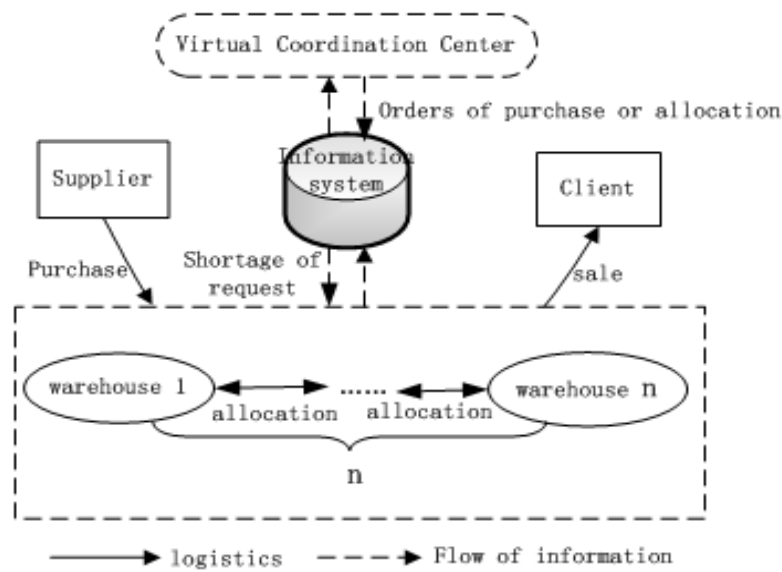 Virtual Coordination Center
Orders of purchase or allocation
Information
system
Supplier
Client
Purchase
Shortage of
request
sale
warehouse 1
......
warehouse n
allocation
allocation
n
logistics
Flow of information